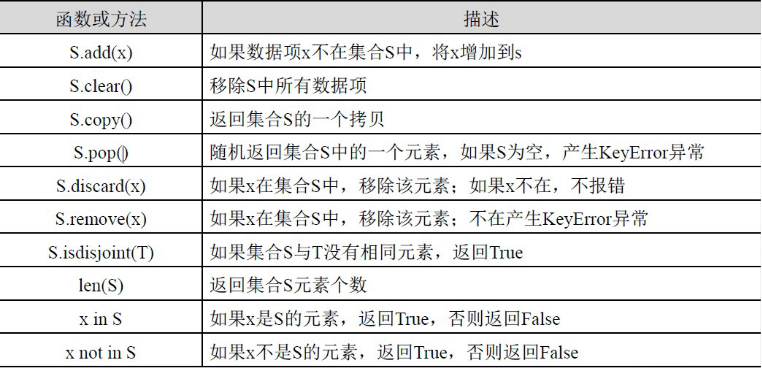 函数或方法 描述
S.add(x) 如果数据项x不在集合S中，将x增加到s
S.clear() 移除S中所有数据项
S.copy() 返回集合S的一个拷贝
S.pop() 随机返回集合S中的一个元素，如果S为空，产生KeyError异常
S.discard(x) 如果x在集合S中，移除该元素；如果x不在，不报错
S.remove(x) 如果x在集合S中，移除该元素；不在产生KeyError异常
S.isdisjoint(T) 如果集合S与T没有相同元素，返回True
len(S) 返回集合S元素个数
x in S 如果x是S的元素，返回True，否则返回False
x not in S 如果x不是S的元素，返回True，否则返回False